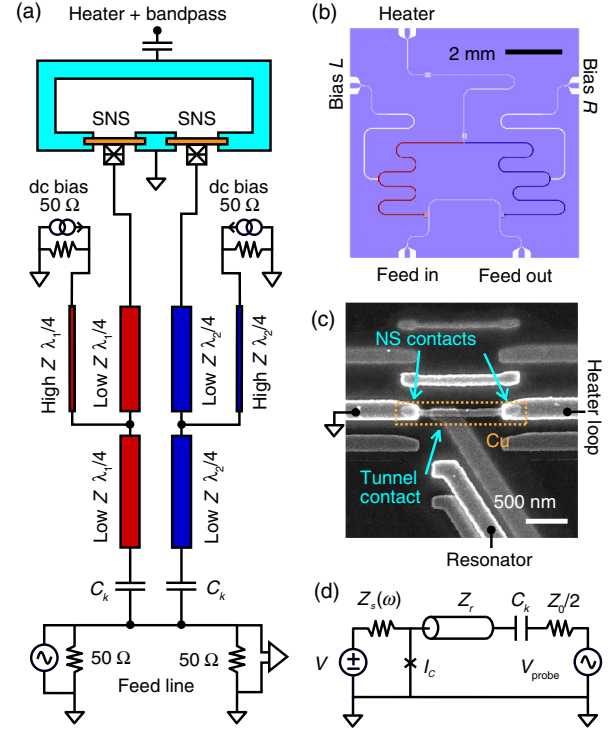 (a)
Heater + bandpass
SNS
SNS
dc bias
50 Ω
dc bias
50 Ω
High Z λ1/4
Low Z λ1/4
Low Z λ2/4
High Z λ2/4
Low Z λ1/4
Low Z λ2/4
Ck
Ck
50 Ω
50 Ω
Feed line
(b)
Heater
2 mm
Bias L
Bias R
Feed in
Feed out
(c)
NS contacts
Cu
Tunnel
contact
500 nm
Resonator
Heater
loop
(d)
Zs(ω)
Zr
Ck
Z0/2
V
IC
Vprobe